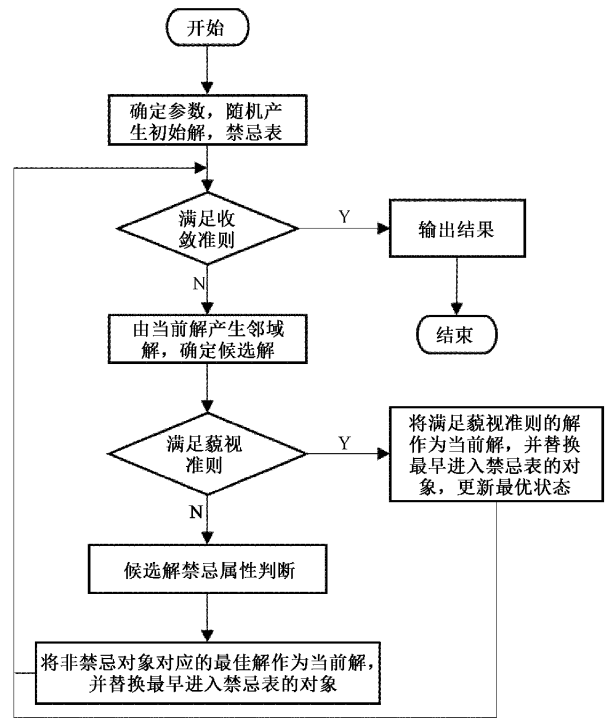 开始
确定参数，随机产
生初始解，禁忌表
满足收
敛准则
Y
输出结果
N
结束
由当前解产生邻域
解，确定候选解
满足藐视
准则
Y
将满足藐视准则的解
作为当前解，并替换
最早进入禁忌表的对
象，更新最优状态
N
候选解禁忌属性判断
将非禁忌对象对应的最佳解作为当前解，
并替换最早进入禁忌表的对象